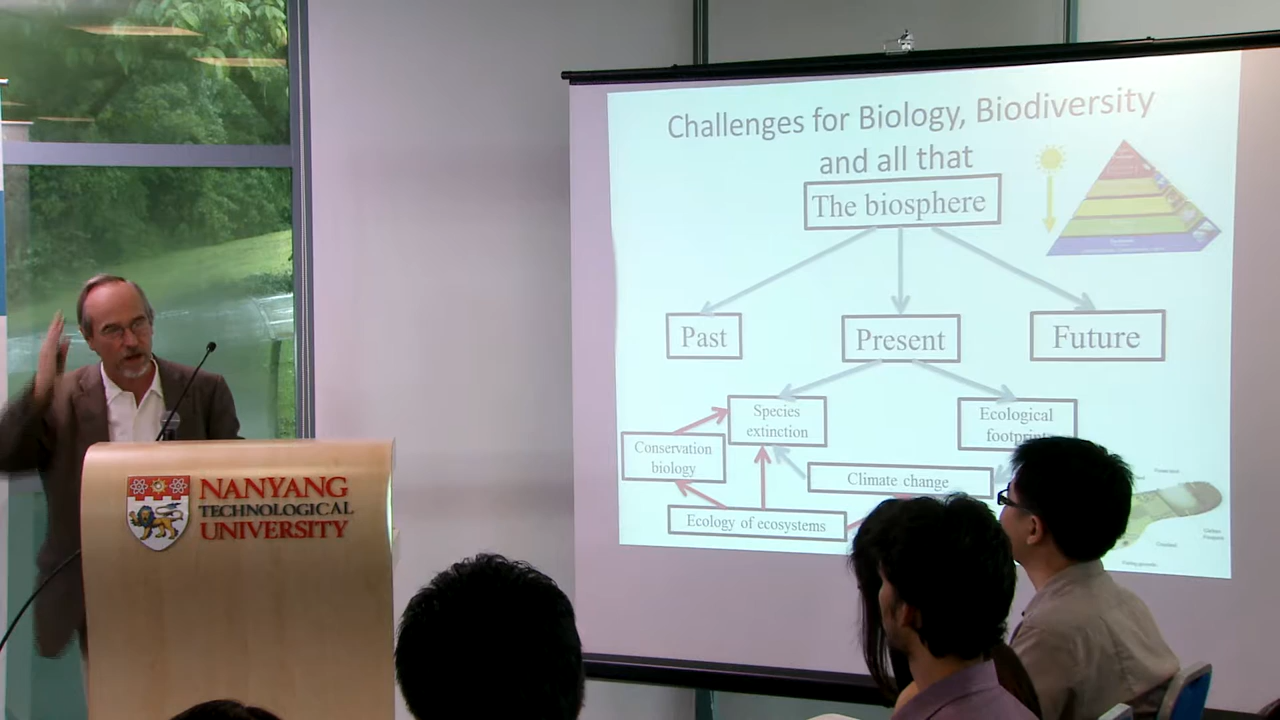 Challenges for Biology, Biodiversity
and all that
The biosphere
Past
Present
Future
Species
extinction
Ecological
footprint
Conservation
biology
Climate change
Ecology of ecosystems
NANYANG
TECHNOLOGICAL
UNIVERSITY